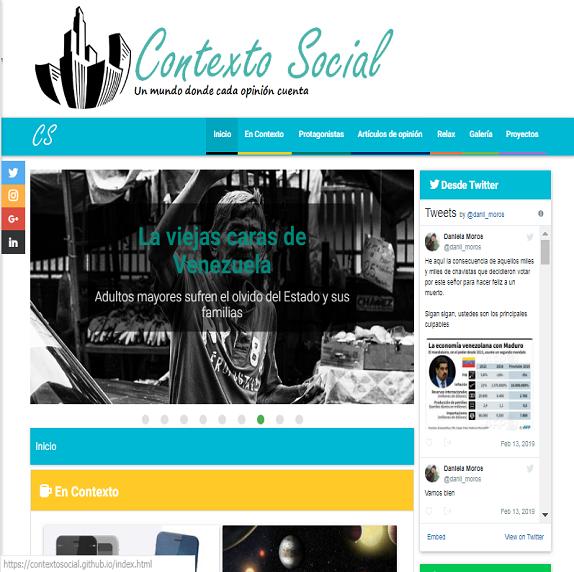 Contexto Social
Un mundo donde cada opinión cuenta
CS
Inicio
En Contexto
Protagonistas
Artículos de opinión
Relax
Galería
Proyectos
La viejas caras de
Venezuela
Adultos mayores sufren el olvido del Estado y sus
familias
Inicio
En Contexto
Desde Twitter
Tweets by @danil_moros
Daniela Moros
@danil_moros
He aquí la consecuencia de aquellos miles
y miles de chavistas que decidieron votar
por este señor para hacer feliz a un
muerto.
Sigan sigan, ustedes son los principales
culpables
La economía venezolana con Maduro
Feb 13, 2019
Daniela Moros
@danil_moros
Vamos bien
Feb 13, 2019
Embed
View on Twitter
https://contextosocial.github.io/index.html